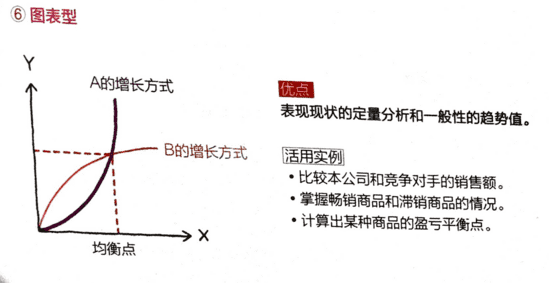 ⑥ 图表型
Y
A的增长方式
B的增长方式
X
均衡点
优点
表现现状的定量分析和一般性的趋势值。
活用实例
• 比较本公司和竞争对手的销售额。
• 掌握畅销商品和滞销商品的情况。
• 计算出某种商品的盈亏平衡点。